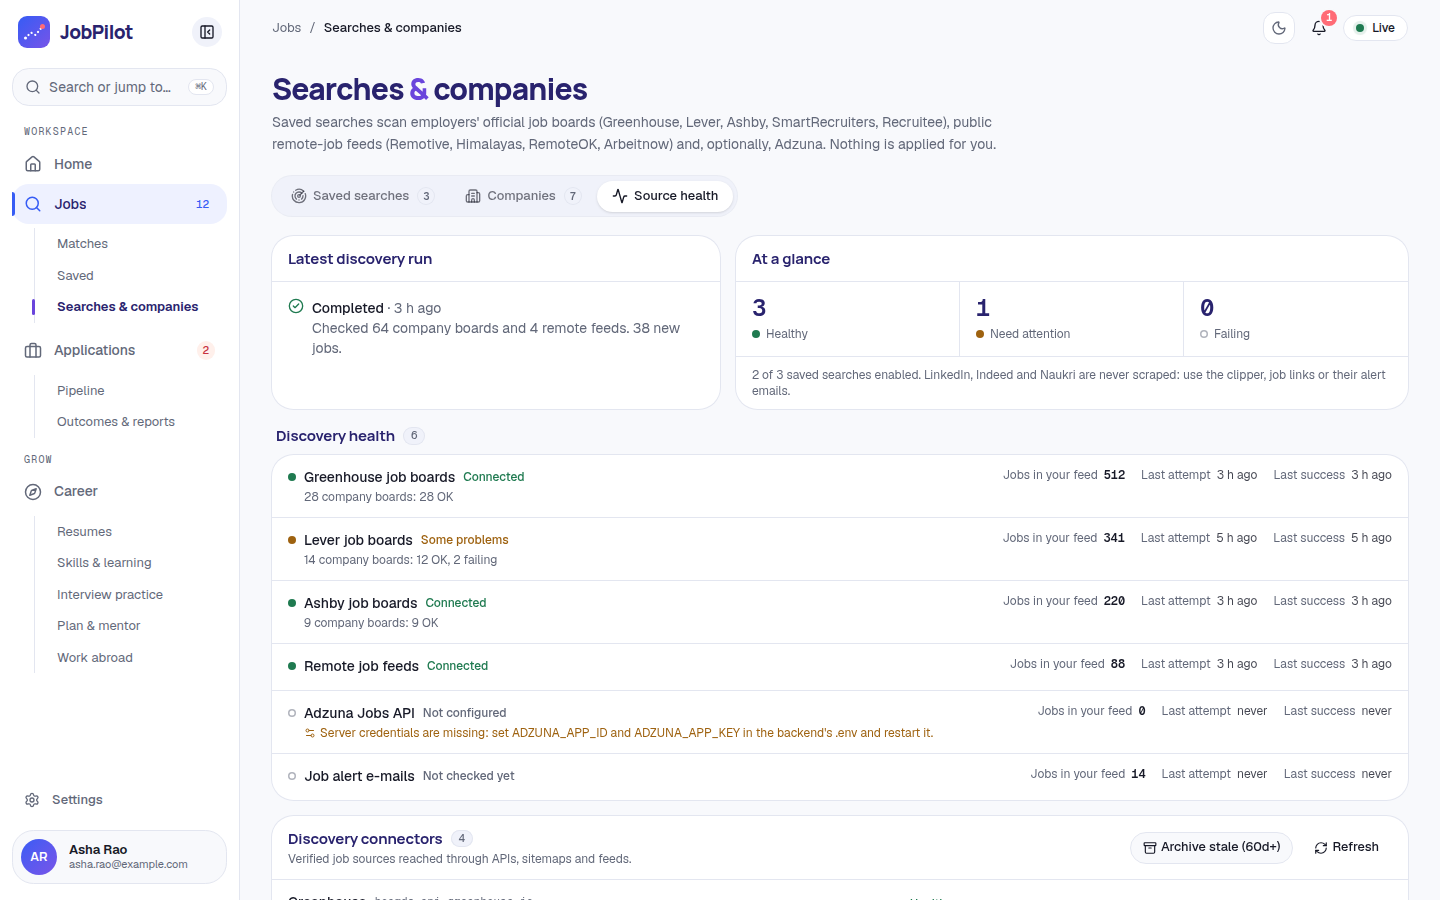 JobPilot
Search or jump to... ⌘K
WORKSPACE
Home
Jobs 12
Matches
Saved
Searches & companies
Applications 2
Pipeline
Outcomes & reports
GROW
Career
Resumes
Skills & learning
Interview practice
Plan & mentor
Work abroad
Settings
AR
Asha Rao
asha.rao@example.com
Jobs / Searches & companies
1
Live
Searches & companies
Saved searches scan employers' official job boards (Greenhouse, Lever, Ashby, SmartRecruiters, Recruitee), public
remote-job feeds (Remotive, Himalayas, RemoteOK, Arbeitnow) and, optionally, Adzuna. Nothing is applied for you.
Saved searches 3
Companies 7
Source health
Latest discovery run
Completed · 3 h ago
Checked 64 company boards and 4 remote feeds. 38 new
jobs.
At a glance
3
Healthy
1
Need attention
0
Failing
2 of 3 saved searches enabled. LinkedIn, Indeed and Naukri are never scraped: use the clipper, job links or their alert
emails.
Discovery health 6
Greenhouse job boards Connected
28 company boards: 28 OK
Jobs in your feed 512 Last attempt 3 h ago Last success 3 h ago
Lever job boards Some problems
14 company boards: 12 OK, 2 failing
Jobs in your feed 341 Last attempt 5 h ago Last success 5 h ago
Ashby job boards Connected
9 company boards: 9 OK
Jobs in your feed 220 Last attempt 3 h ago Last success 3 h ago
Remote job feeds Connected
Jobs in your feed 88 Last attempt 3 h ago Last success 3 h ago
Adzuna Jobs API Not configured
Server credentials are missing: set ADZUNA_APP_ID and ADZUNA_APP_KEY in the backend's .env and restart it.
Jobs in your feed 0 Last attempt never Last success never
Job alert e-mails Not checked yet
Jobs in your feed 14 Last attempt never Last success never
Discovery connectors 4
Verified job sources reached through APIs, sitemaps and feeds.
Archive stale (60d+)
Refresh